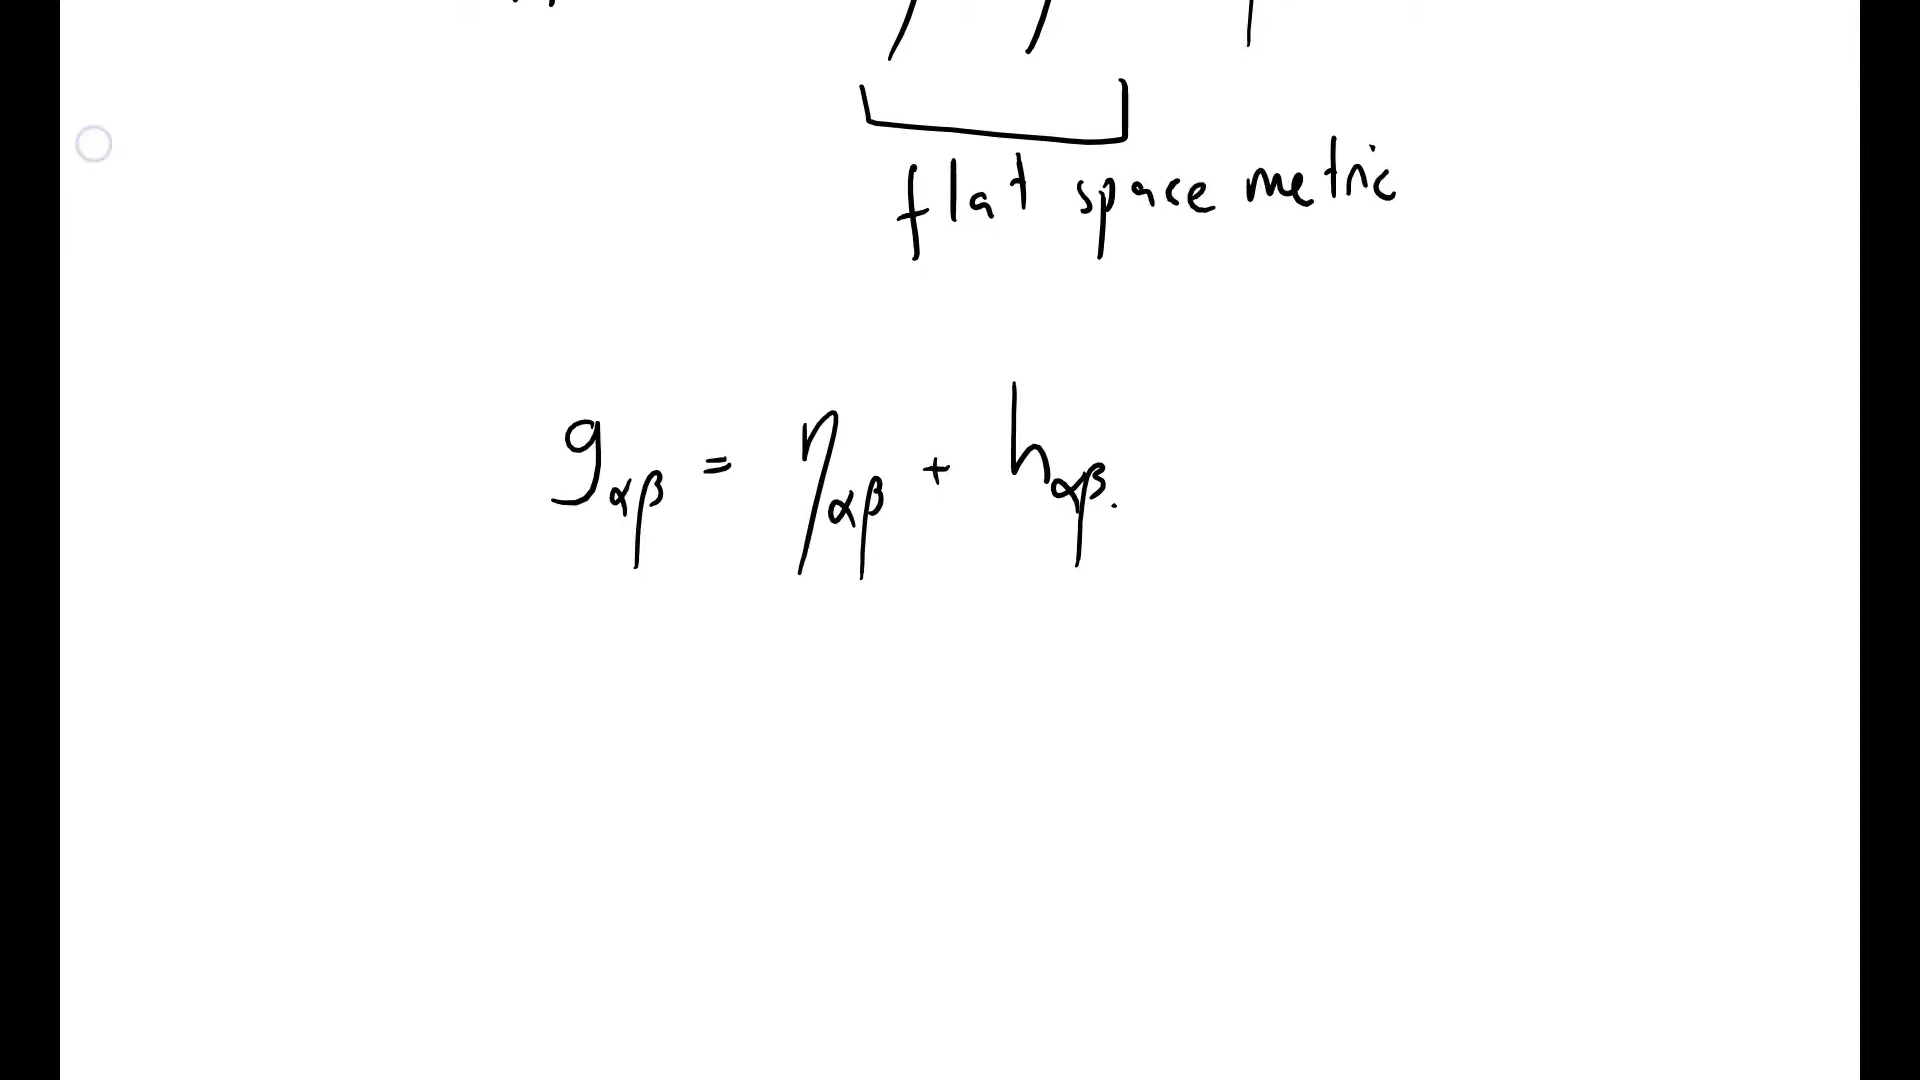 flat space metric
gαβ = ηαβ + hαβ.